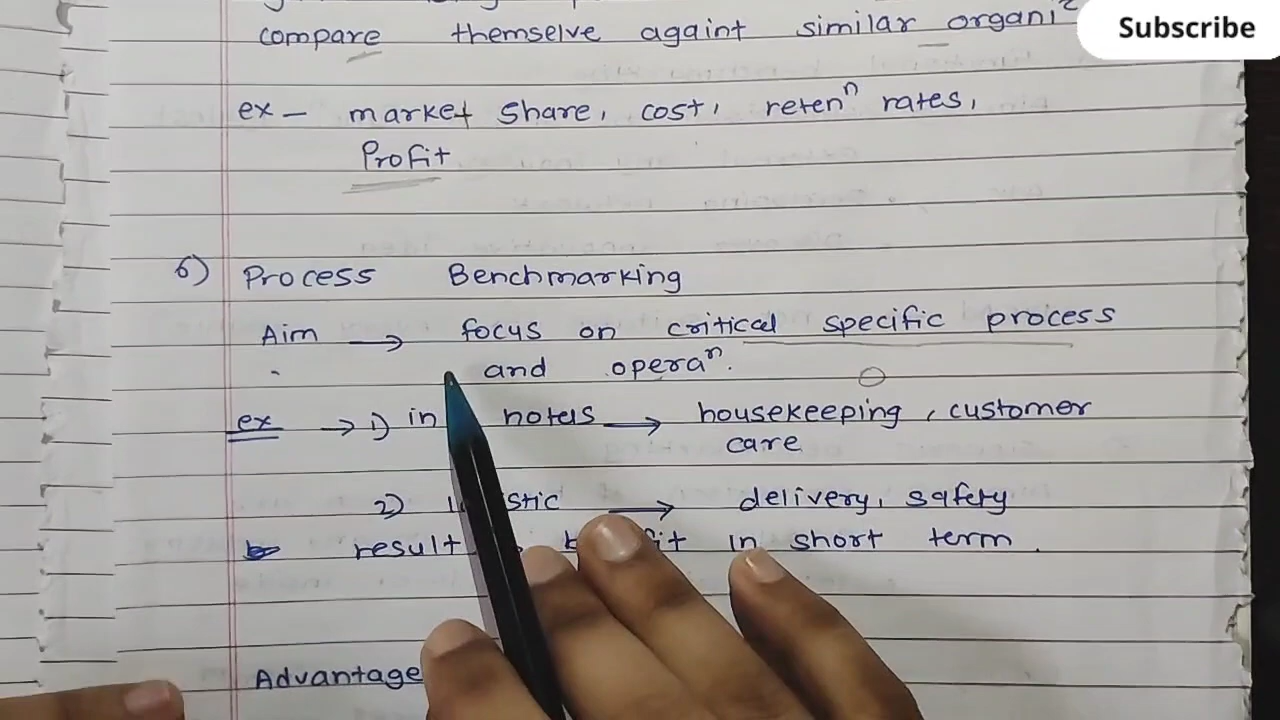 Subscribe
compare themselve againt similar organi
ex - market share, cost, retenⁿ rates,
Profit
6) Process Benchmarking
Aim → focus on critical specific process
and operaⁿ.
ex → 1) in hotels → housekeeping, customer
care
2) → delivery, safety
result in short term.
Advantage